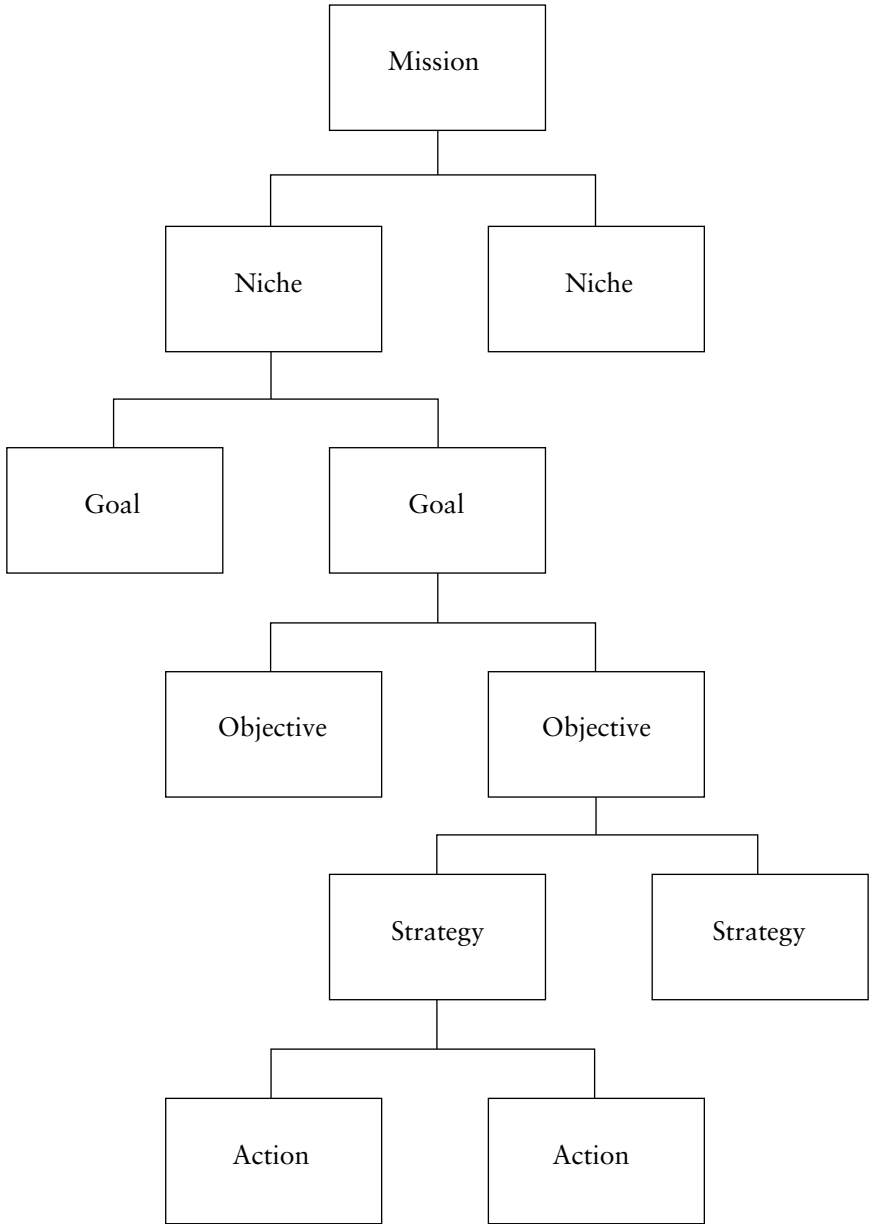 Mission
Niche
Niche
Goal
Goal
Objective
Objective
Strategy
Strategy
Action
Action